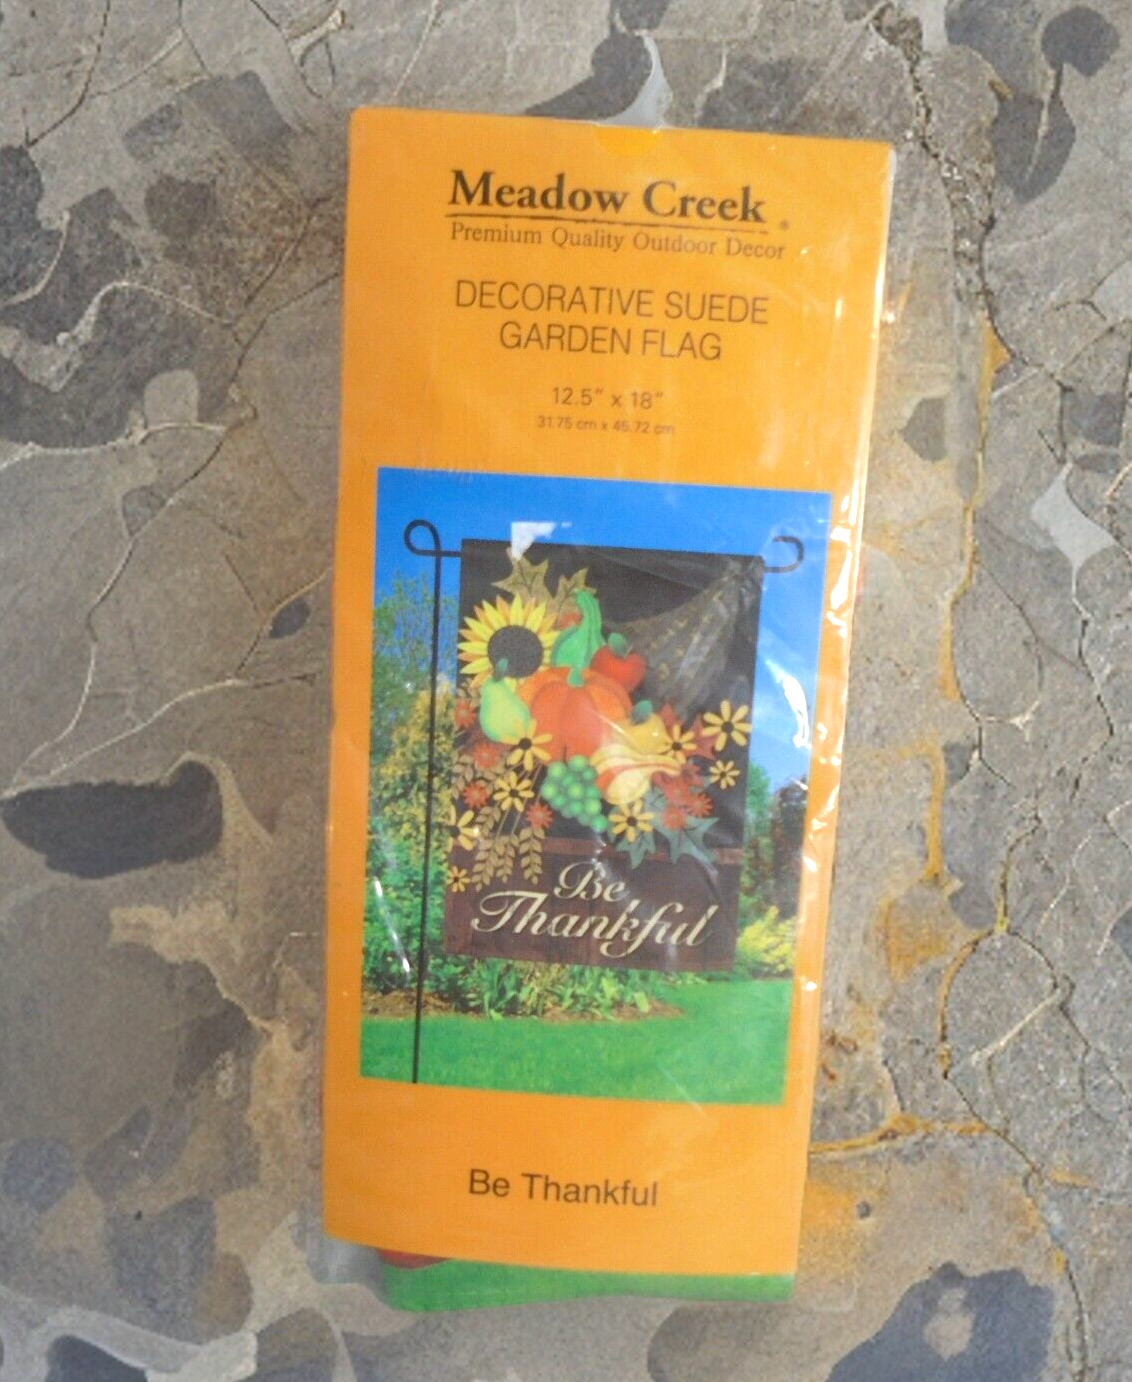 Meadow Creek
Premium Quality Outdoor Decor
DECORATIVE SUEDE
GARDEN FLAG
12.5" x 18"
31.75 cm x 45.72 cm
Be
Thankful
Be Thankful